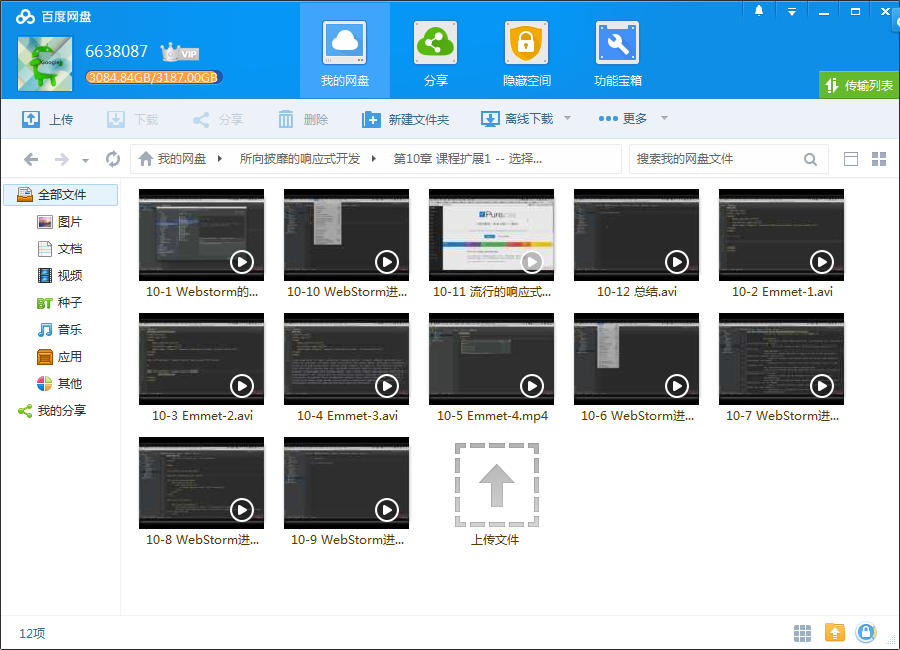 百度网盘
6638087 VIP
3084.84GB/3187.00GB
我的网盘 分享 隐藏空间 功能宝箱
传输列表
上传 下载 分享 删除 新建文件夹 离线下载 更多
我的网盘 所向披靡的响应式开发 第10章 课程扩展1 -- 选择... 搜索我的网盘文件
全部文件
图片
文档
视频
BT 种子
音乐
应用
其他
我的分享
10-1 Webstorm的... 10-10 WebStorm进... 10-11 流行的响应式... 10-12 总结.avi 10-2 Emmet-1.avi
10-3 Emmet-2.avi 10-4 Emmet-3.avi 10-5 Emmet-4.mp4 10-6 WebStorm进... 10-7 WebStorm进...
10-8 WebStorm进... 10-9 WebStorm进... 上传文件
12项